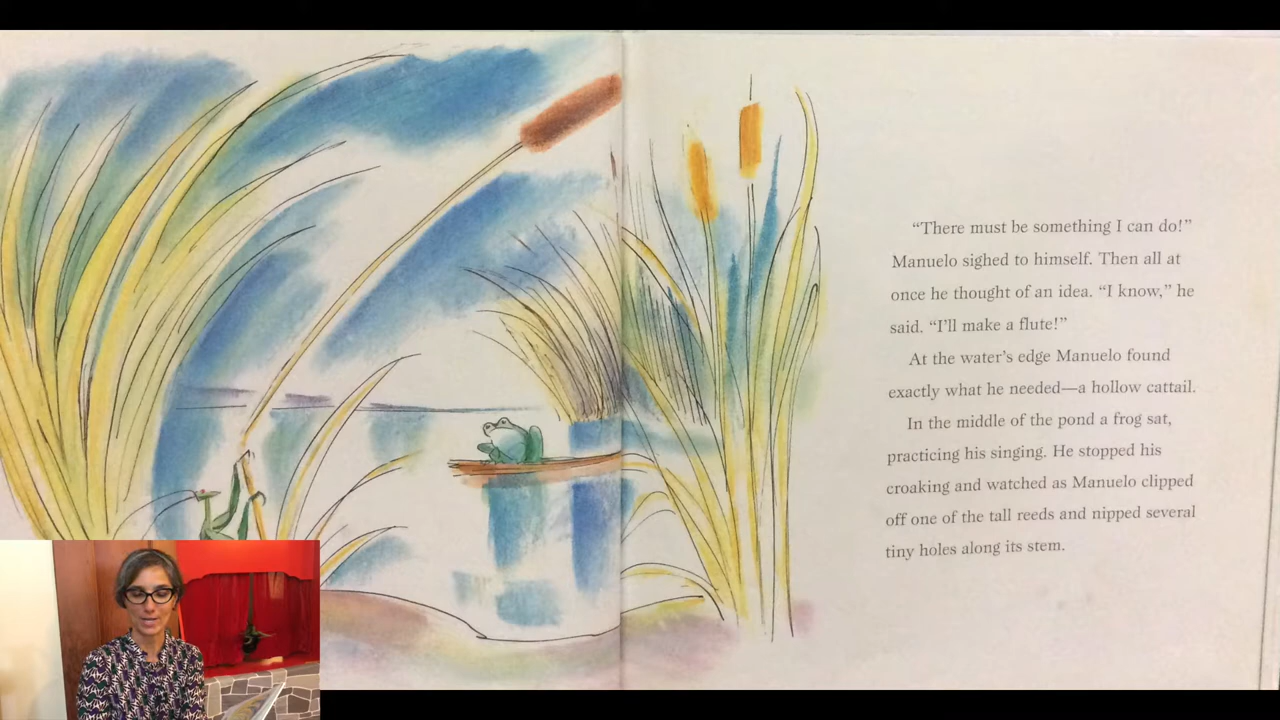 “There must be something I can do!”
Manuelo sighed to himself. Then all at
once he thought of an idea. “I know,” he
said. “I’ll make a flute!”
At the water’s edge Manuelo found
exactly what he needed—a hollow cattail.
In the middle of the pond a frog sat,
practicing his singing. He stopped his
croaking and watched as Manuelo clipped
off one of the tall reeds and nipped several
tiny holes along its stem.